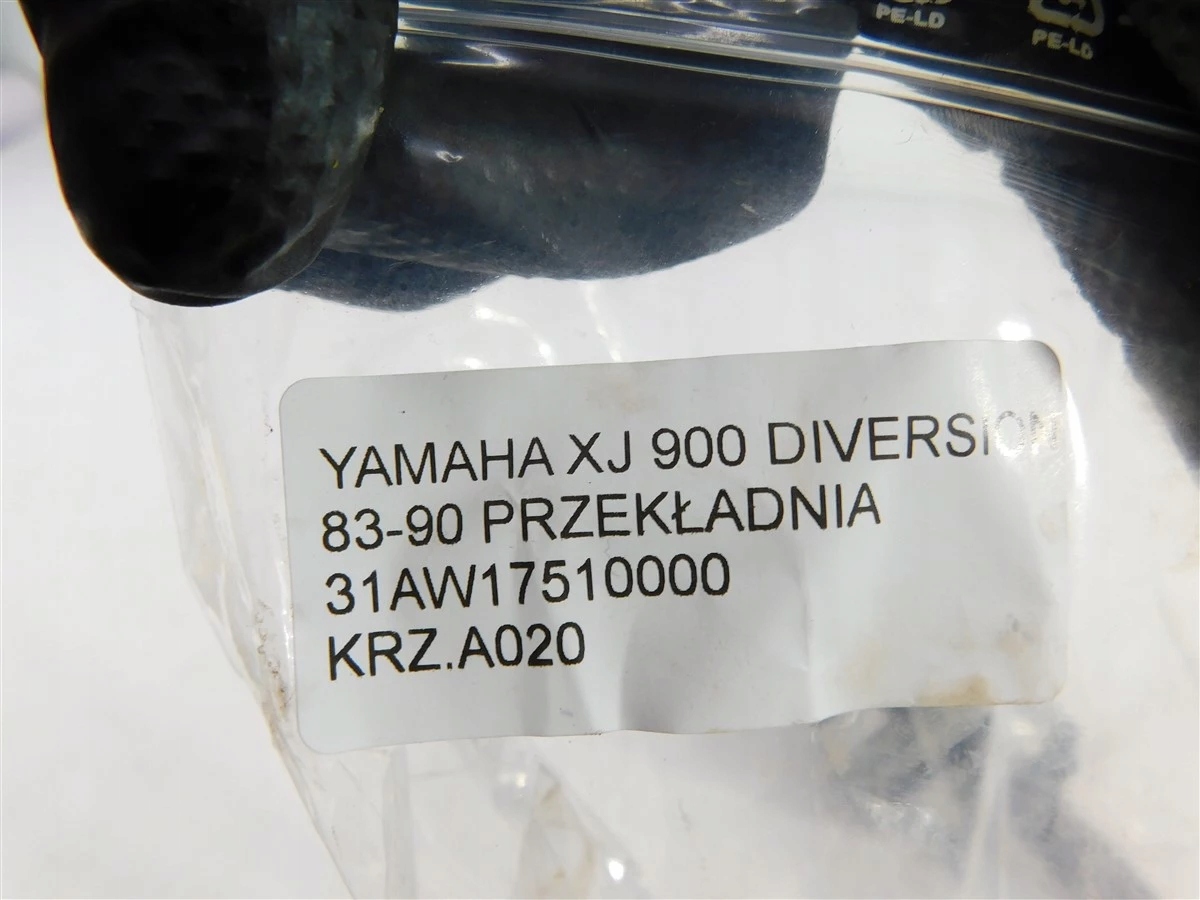 PE-LD
PE-LD
YAMAHA XJ 900 DIVERSION
83-90 PRZEKŁADNIA
31AW17510000
KRZ.A020